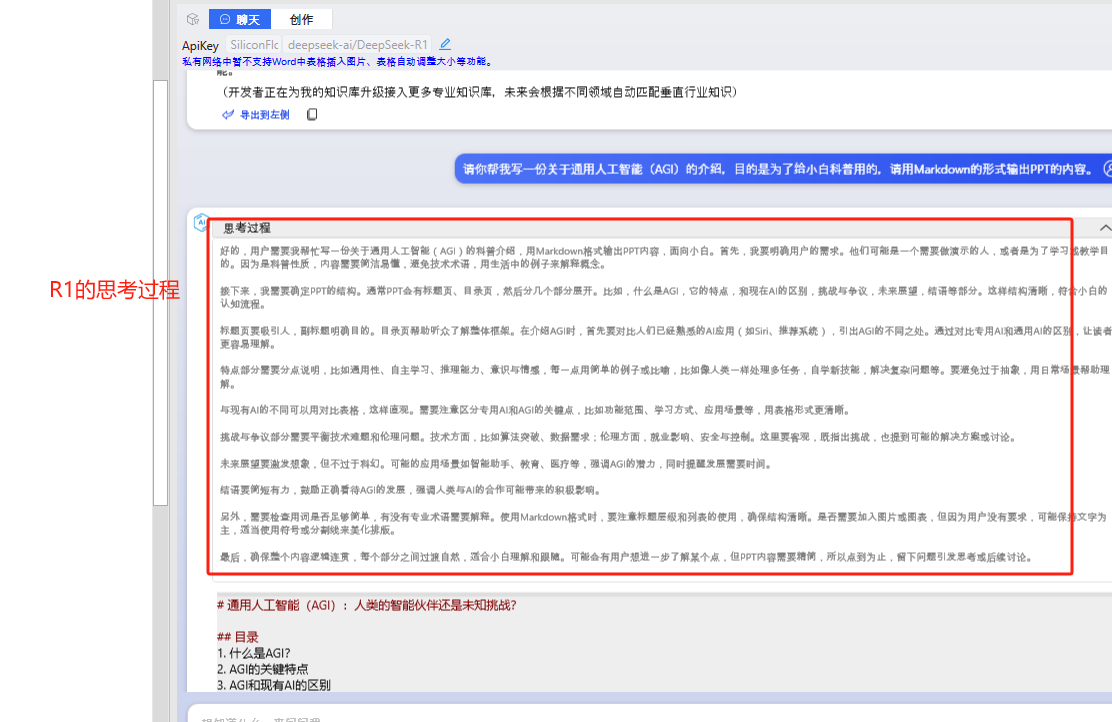 聊天 创作
ApiKey SiliconFlc deepseek-ai/DeepSeek-R1
私有网络中暂不支持Word中表格插入图片、表格自动调整大小等功能。
能。
（开发者正在为我的知识库升级接入更多专业知识库，未来会根据不同领域自动匹配垂直行业知识）
导出到左侧
请你帮我写一份关于通用人工智能（AGI）的介绍，目的是为了给小白科普用的，请用Markdown的形式输出PPT的内容。
AI
思考过程
好的，用户需要我帮忙写一份关于通用人工智能（AGI）的科普介绍，用Markdown格式输出PPT内容，面向小白。首先，我要明确用户的需求。他们可能是一个需要做演示的人，或者是为了学习或教学目
的。因为是科普性质，内容需要简洁易懂，避免技术术语，用生活中的例子来解释概念。
接下来，我需要确定PPT的结构。通常PPT会有标题页、目录页，然后分几个部分展开。比如，什么是AGI，它的特点，和现在AI的区别，挑战与争议，未来展望，结语等部分。这样结构清晰，符合小白的
认知流程。
R1的思考过程
标题页要吸引人，副标题明确目的。目录页帮助听众了解整体框架。在介绍AGI时，首先要对比人们已经熟悉的AI应用（如Siri、推荐系统），引出AGI的不同之处。通过对比专用AI和通用AI的区别，让读者
更容易理解。
特点部分需要分点说明，比如通用性、自主学习、推理能力、意识与情感，每一点用简单的例子或比喻，比如像人类一样处理多任务，自学新技能，解决复杂问题等。要避免过于抽象，用日常场景帮助理
解。
与现有AI的不同可以用对比表格，这样直观。需要注意区分专用AI和AGI的关键点，比如功能范围、学习方式、应用场景等，用表格形式更清晰。
挑战与争议部分需要平衡技术难题和伦理问题。技术方面，比如算法突破、数据需求；伦理方面，就业影响、安全与控制。这里要客观，既指出挑战，也提到可能的解决方案或讨论。
未来展望要激发想象，但不过于科幻。可能的应用场景如智能助手、教育、医疗等，强调AGI的潜力，同时提醒发展需要时间。
结语要简短有力，鼓励正确看待AGI的发展，强调人类与AI的合作可能带来的积极影响。
另外，需要检查用词是否足够简单，有没有专业术语需要解释。使用Markdown格式时，要注意标题层级和列表的使用，确保结构清晰。是否需要加入图片或图表，但因为用户没有要求，可能保持文字为
主，适当使用符号或分割线来美化排版。
最后，确保整个内容逻辑连贯，每个部分之间过渡自然，适合小白理解和跟随。可能会有用户想进一步了解某个点，但PPT内容需要精简，所以点到为止，留下问题引发思考或后续讨论。
# 通用人工智能（AGI）：人类的智能伙伴还是未知挑战？
## 目录
1. 什么是AGI？
2. AGI的关键特点
3. AGI和现有AI的区别